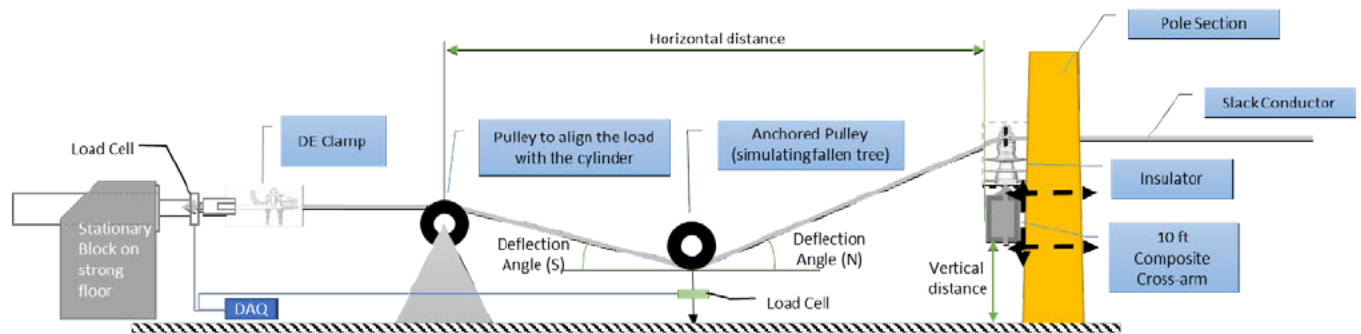 Horizontal distance
Pole Section
Slack Conductor
Load Cell
DE Clamp
Pulley to align the load
with the cylinder
Anchored Pulley
(simulating fallen tree)
Insulator
Stationary
Block on
strong
floor
Deflection
Angle (S)
Deflection
Angle (N)
Vertical
distance
10 ft
Composite
Cross-arm
DAQ
Load Cell